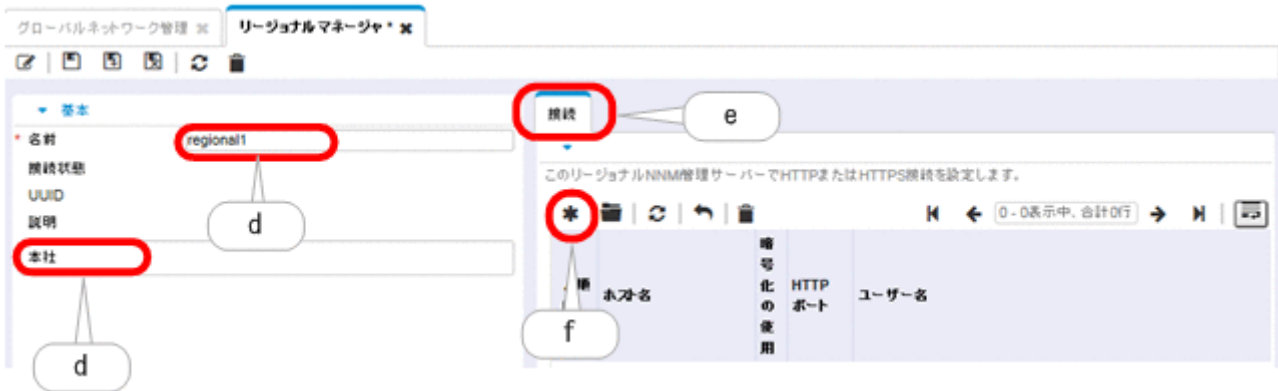 グローバルネットワーク管理 ✖ リージョナルマネージャ * ✖
基本
* 名前 regional1
接続状態
UUID
説明
本社
d
d
接続
e
このリージョナルNNMi管理サーバーでHTTPまたはHTTPS接続を設定します。
0 - 0表示中、合計0行
順
ホスト名
暗号化の使用
HTTP
ポート
ユーザー名
f